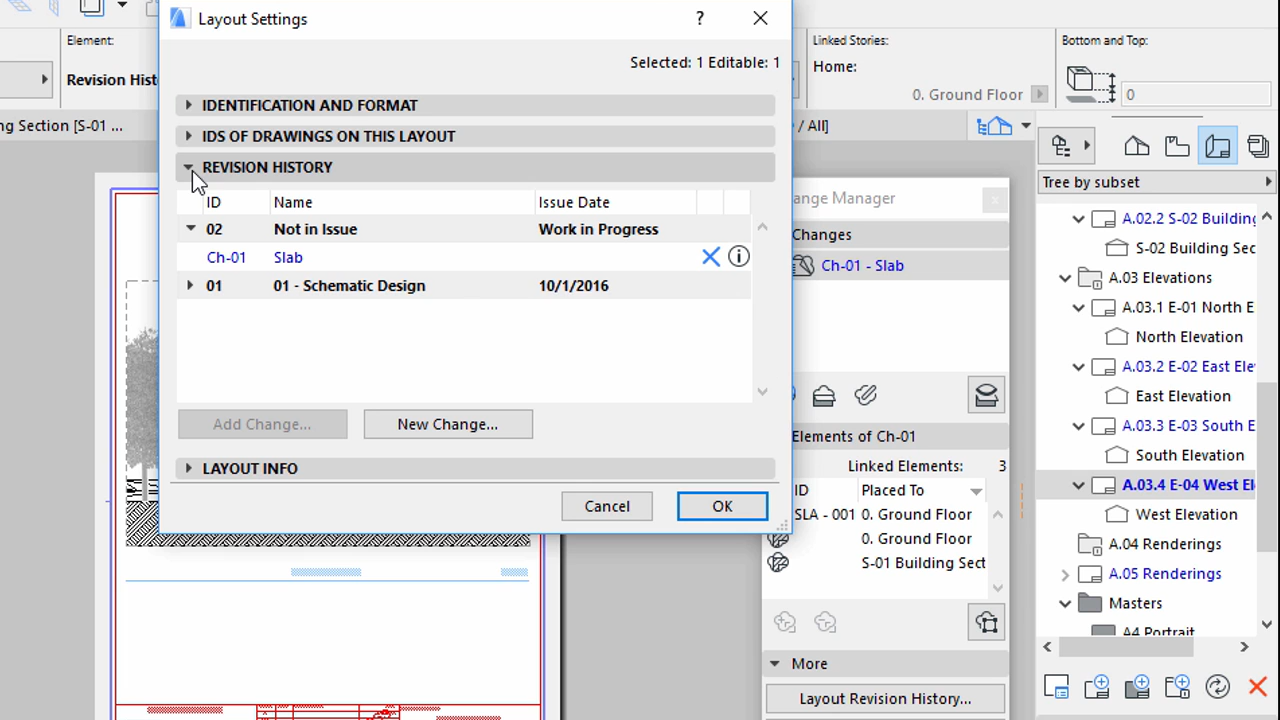 Layout Settings
?
Selected: 1 Editable: 1
IDENTIFICATION AND FORMAT
IDS OF DRAWINGS ON THIS LAYOUT
REVISION HISTORY
ID Name Issue Date
02 Not in Issue Work in Progress
Ch-01 Slab
01 01 - Schematic Design 10/1/2016
Add Change... New Change...
LAYOUT INFO
Cancel OK
Element:
Revision Hist
ng Section [S-01 ...
Linked Stories:
Home:
0. Ground Floor
Bottom and Top:
0
/ All]
ange Manager
Changes
Ch-01 - Slab
Elements of Ch-01
Linked Elements: 3
ID Placed To
SLA - 001 0. Ground Floor
0. Ground Floor
S-01 Building Sect
More
Layout Revision History...
Tree by subset
A.02.2 S-02 Building
S-02 Building Sec
A.03 Elevations
A.03.1 E-01 North E
North Elevation
A.03.2 E-02 East Ele
East Elevation
A.03.3 E-03 South E
South Elevation
A.03.4 E-04 West El
West Elevation
A.04 Renderings
A.05 Renderings
Masters
A4 Portrait